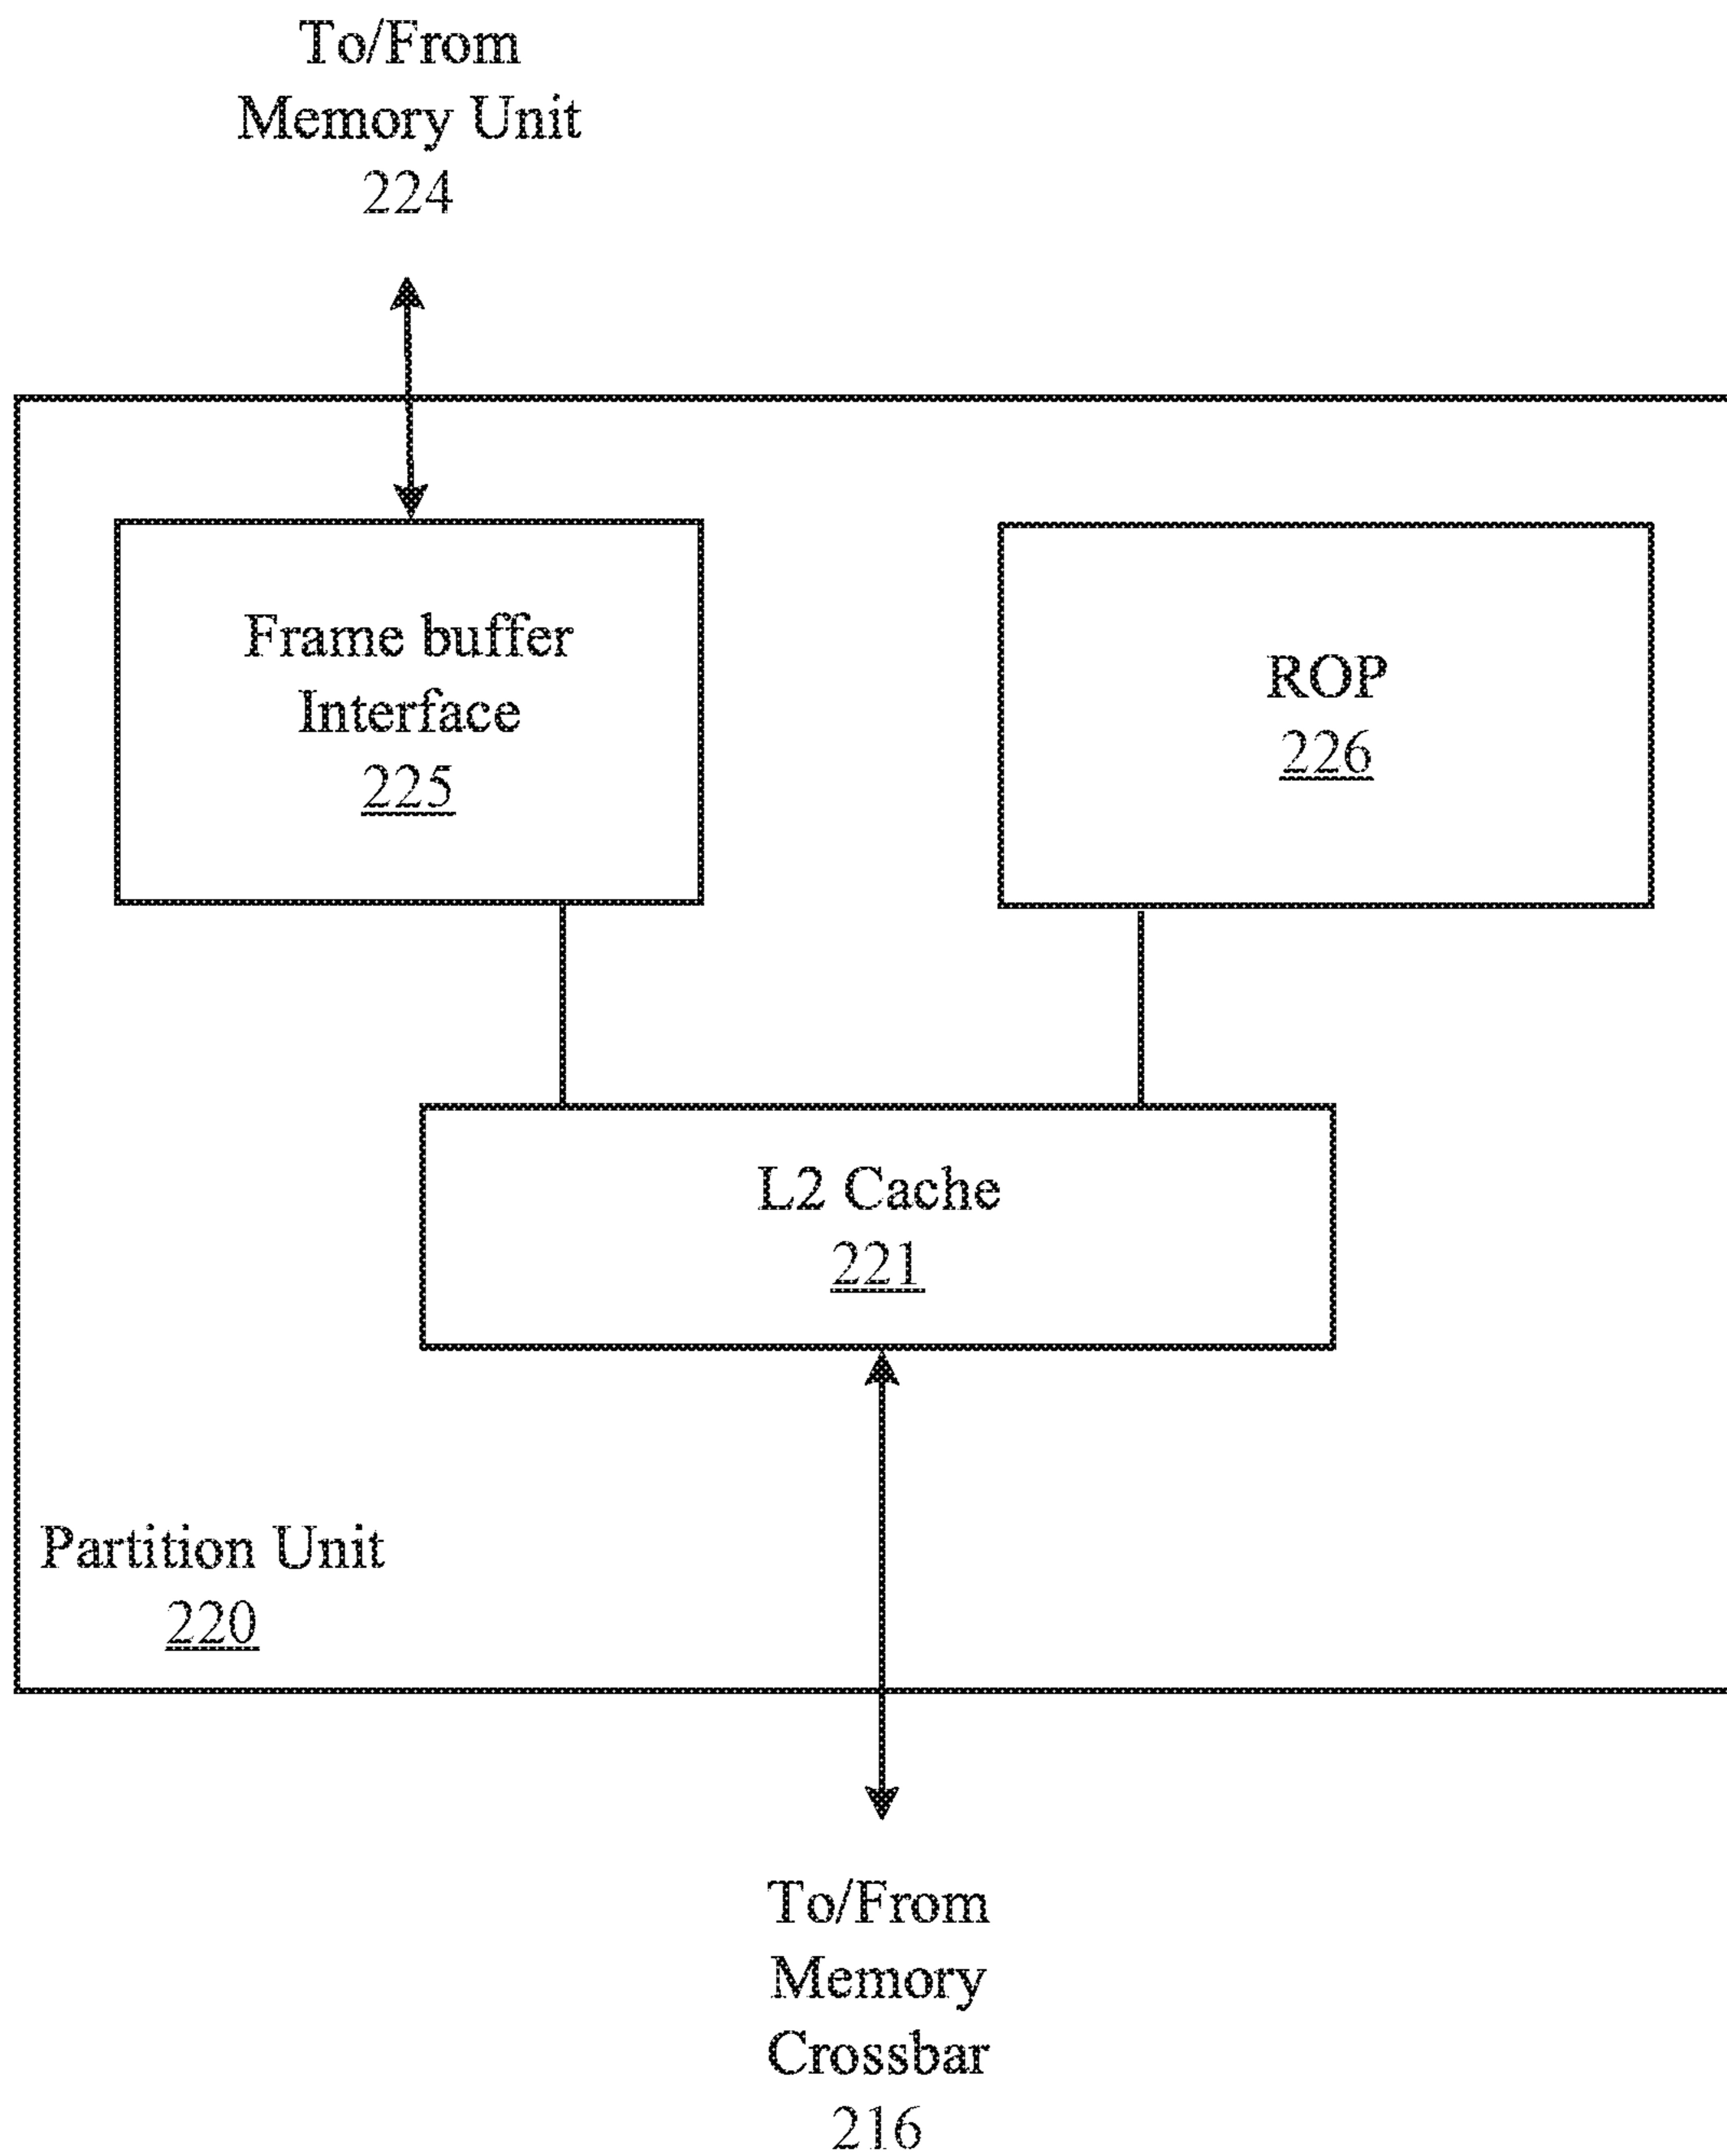 To/From
Memory Unit
224
Frame buffer
Interface
225
ROP
226
L2 Cache
221
Partition Unit
220
To/From
Memory
Crossbar
216